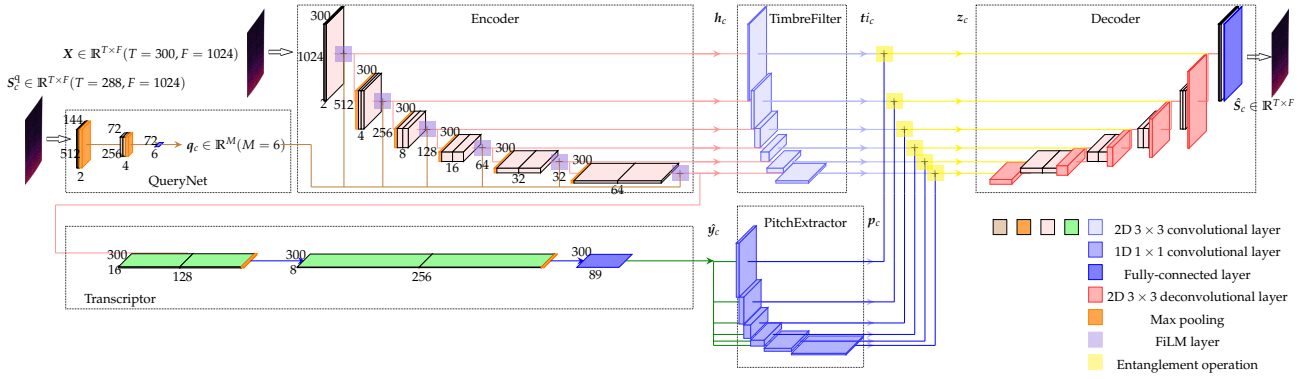 Encoder
h_c
TimbreFilter
ti_c
z_c
Decoder
X ∈ ℝ^{T×F}(T = 300, F = 1024)
S_c^q ∈ ℝ^{T×F}(T = 288, F = 1024)
300
1024
2
300
512
4
300
256
8
300
128
16
300
64
32
300
32
64
Ŝ_c ∈ ℝ^{T×F}
144
512
2
72
256
4
72
6
q_c ∈ ℝ^M(M = 6)
QueryNet
300
16
128
300
8
256
300
89
Transcriptor
ŷ_c
PitchExtractor
p_c
2D 3 × 3 convolutional layer
1D 1 × 1 convolutional layer
Fully-connected layer
2D 3 × 3 deconvolutional layer
Max pooling
FiLM layer
Entanglement operation